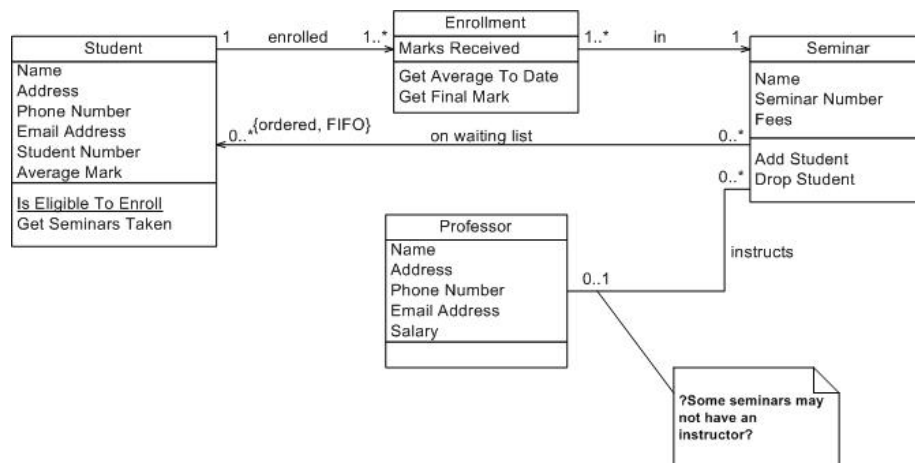 Student
Name
Address
Phone Number
Email Address
Student Number
Average Mark
Is Eligible To Enroll
Get Seminars Taken
1 enrolled 1..*
Enrollment
Marks Received
Get Average To Date
Get Final Mark
1..* in 1
Seminar
Name
Seminar Number
Fees
Add Student
Drop Student
{ordered, FIFO}
0..* on waiting list 0..*
0..*
instructs
0..1
Professor
Name
Address
Phone Number
Email Address
Salary
?Some seminars may
not have an
instructor?